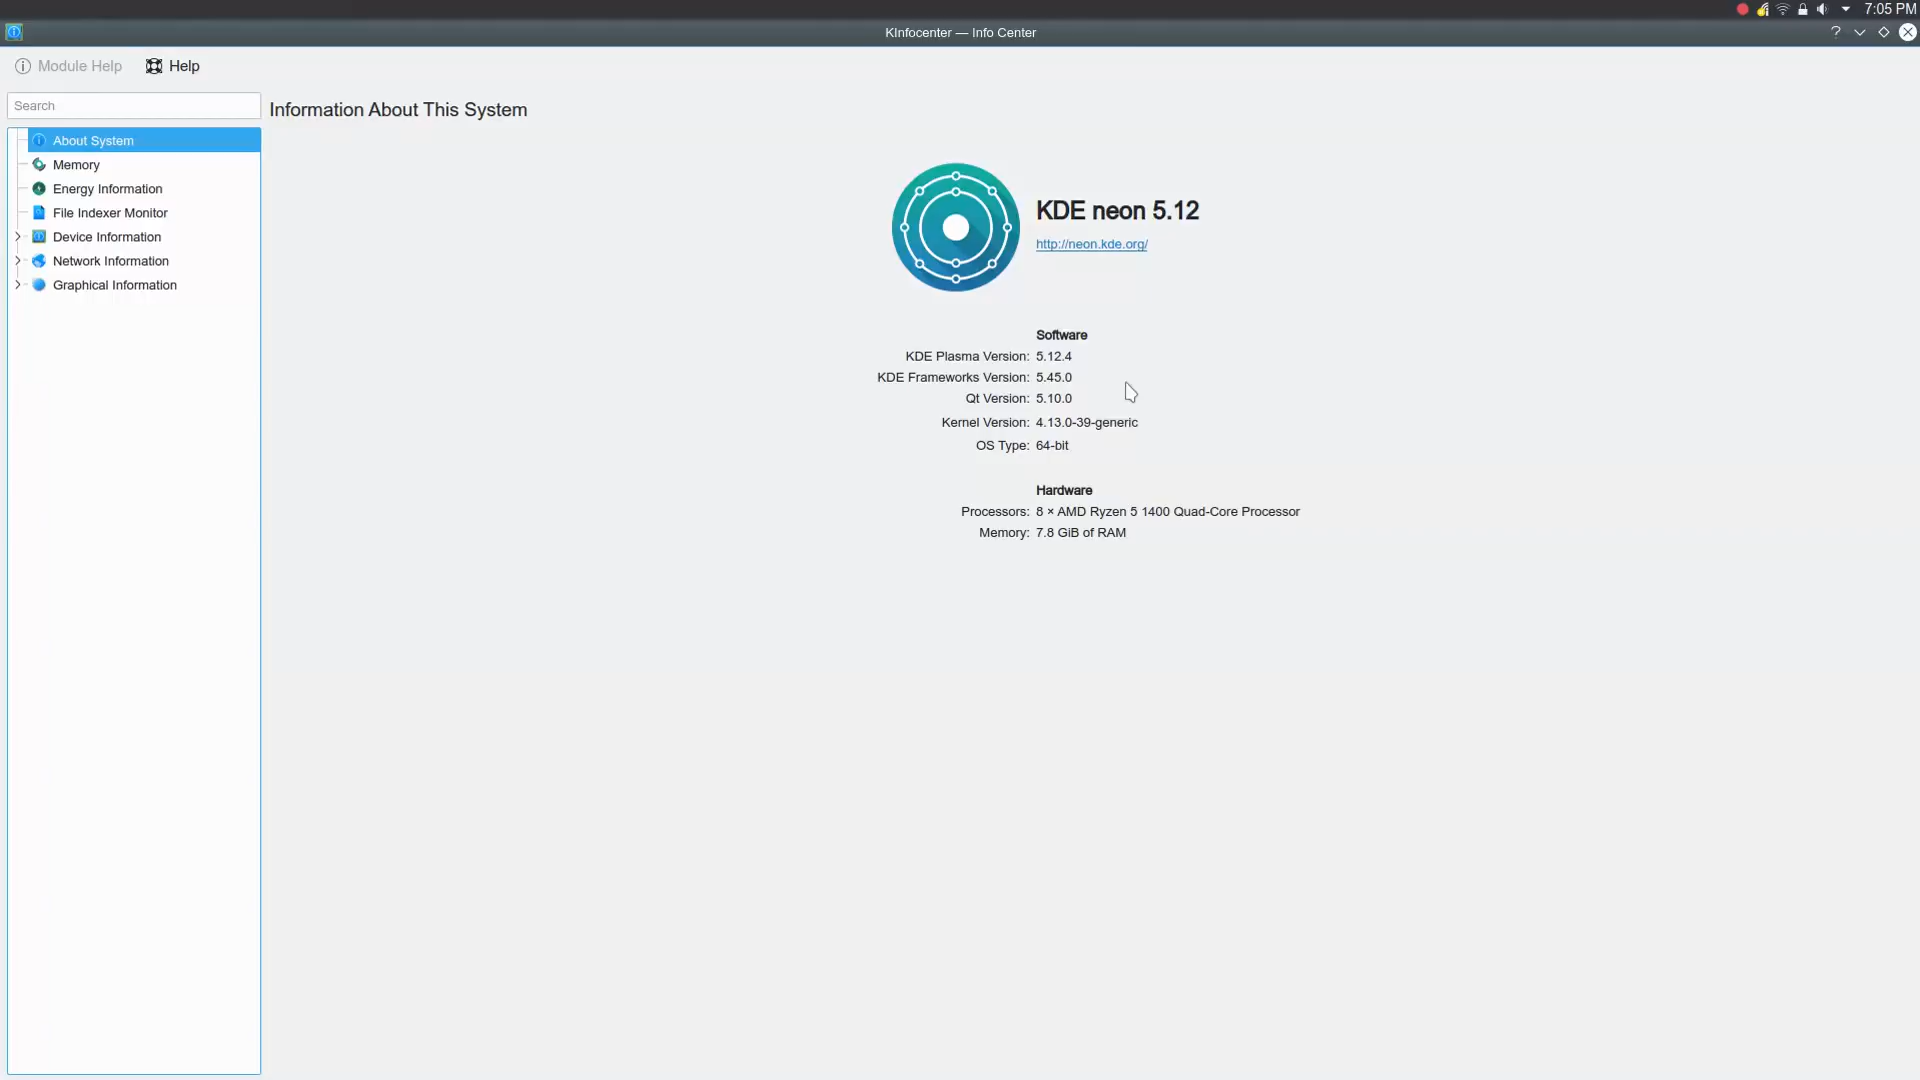 7:05 PM
KInfocenter — Info Center
Module Help
Help
Search
Information About This System
About System
Memory
Energy Information
File Indexer Monitor
Device Information
Network Information
Graphical Information
KDE neon 5.12
http://neon.kde.org/
Software
KDE Plasma Version: 5.12.4
KDE Frameworks Version: 5.45.0
Qt Version: 5.10.0
Kernel Version: 4.13.0-39-generic
OS Type: 64-bit
Hardware
Processors: 8 × AMD Ryzen 5 1400 Quad-Core Processor
Memory: 7.8 GiB of RAM